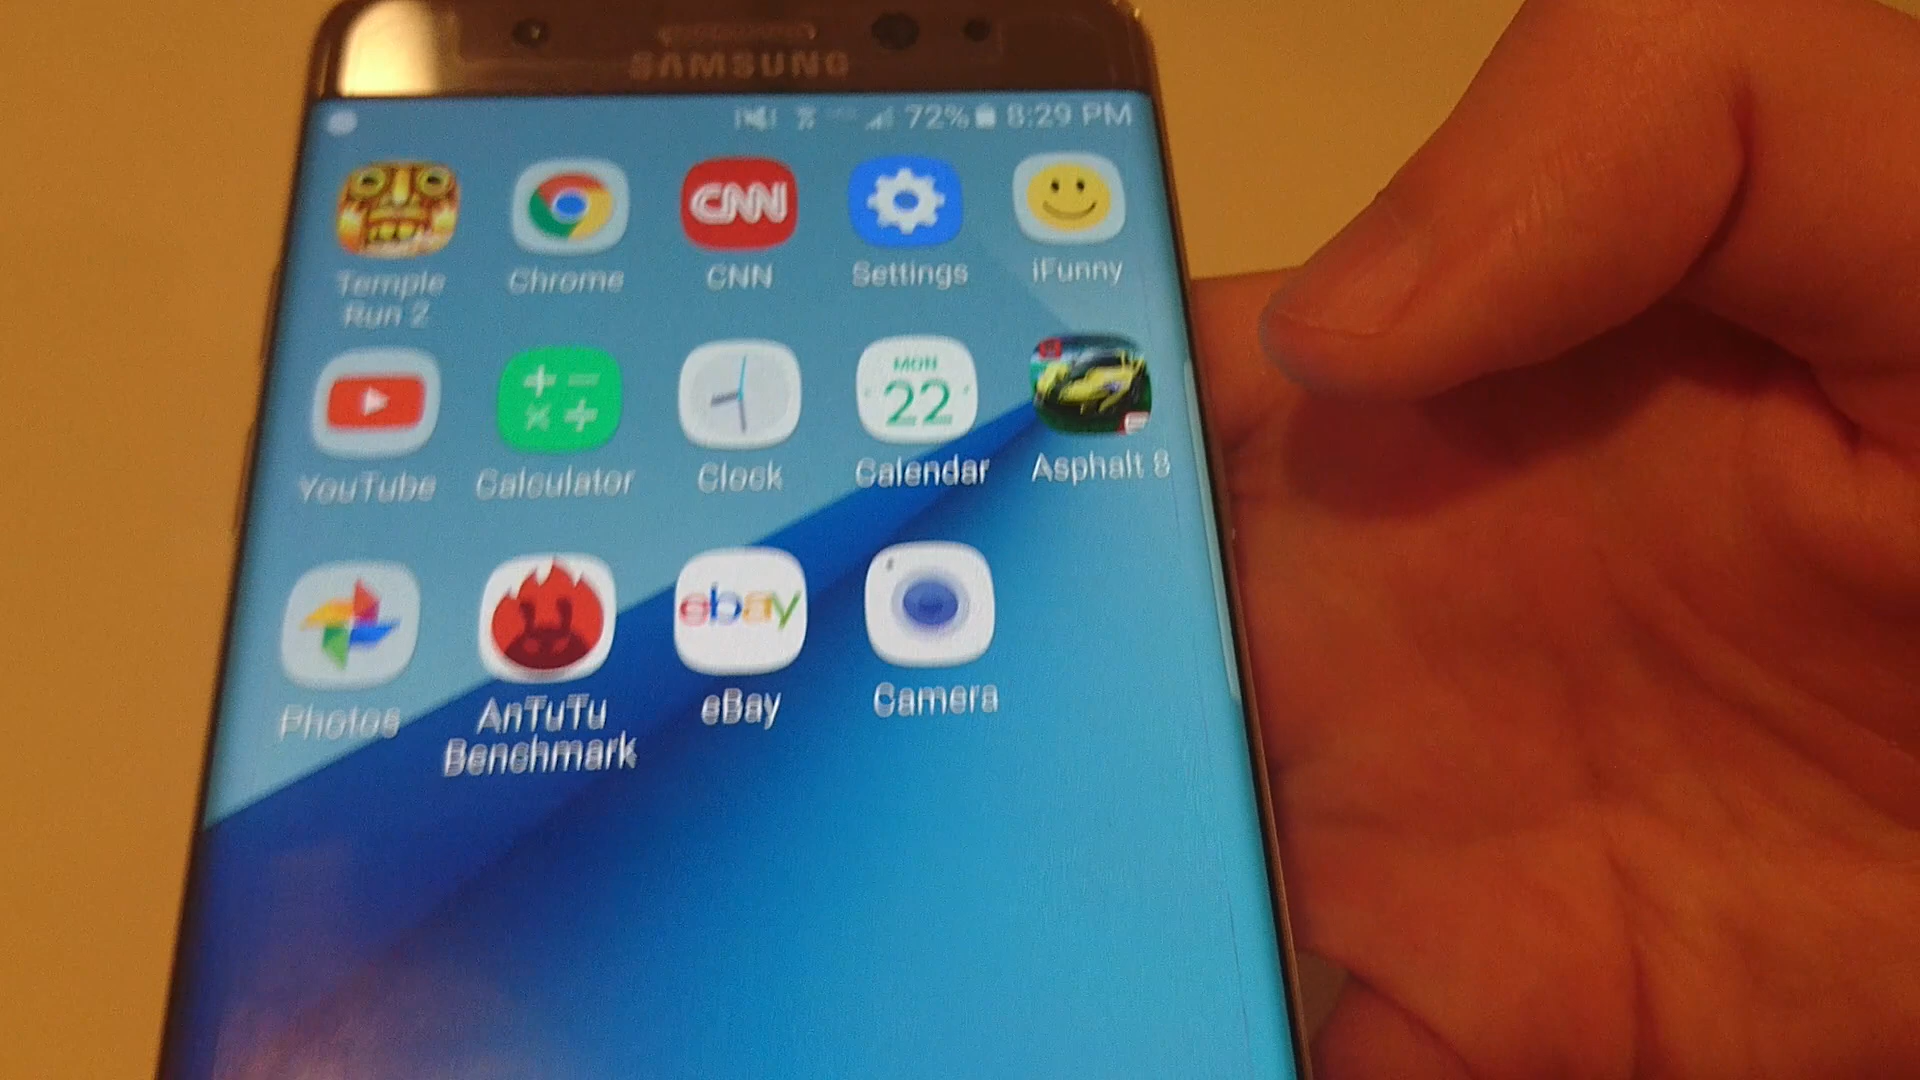 SAMSUNG
72% 8:29 PM
CNN
Temple
Run 2
Chrome
CNN
Settings
iFunny
MON
22
YouTube
Calculator
Clock
Calendar
Asphalt 8
ebay
Photos
AnTuTu
Benchmark
eBay
Camera